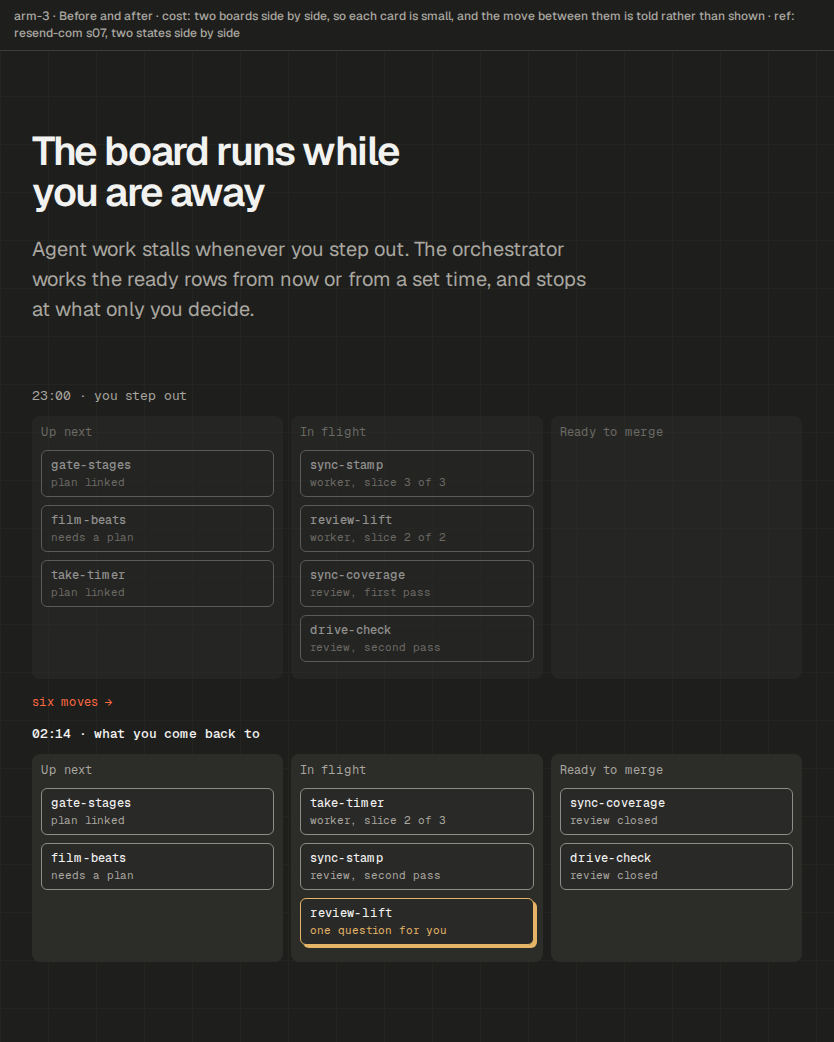 arm-3 · Before and after · cost: two boards side by side, so each card is small, and the move between them is told rather than shown · ref:
resend-com s07, two states side by side
The board runs while
you are away
Agent work stalls whenever you step out. The orchestrator
works the ready rows from now or from a set time, and stops
at what only you decide.
23:00 · you step out
Up next
gate-stages
plan linked
film-beats
needs a plan
take-timer
plan linked
In flight
sync-stamp
worker, slice 3 of 3
review-lift
worker, slice 2 of 2
sync-coverage
review, first pass
drive-check
review, second pass
Ready to merge
six moves →
02:14 · what you come back to
Up next
gate-stages
plan linked
film-beats
needs a plan
In flight
take-timer
worker, slice 2 of 3
sync-stamp
review, second pass
review-lift
one question for you
Ready to merge
sync-coverage
review closed
drive-check
review closed